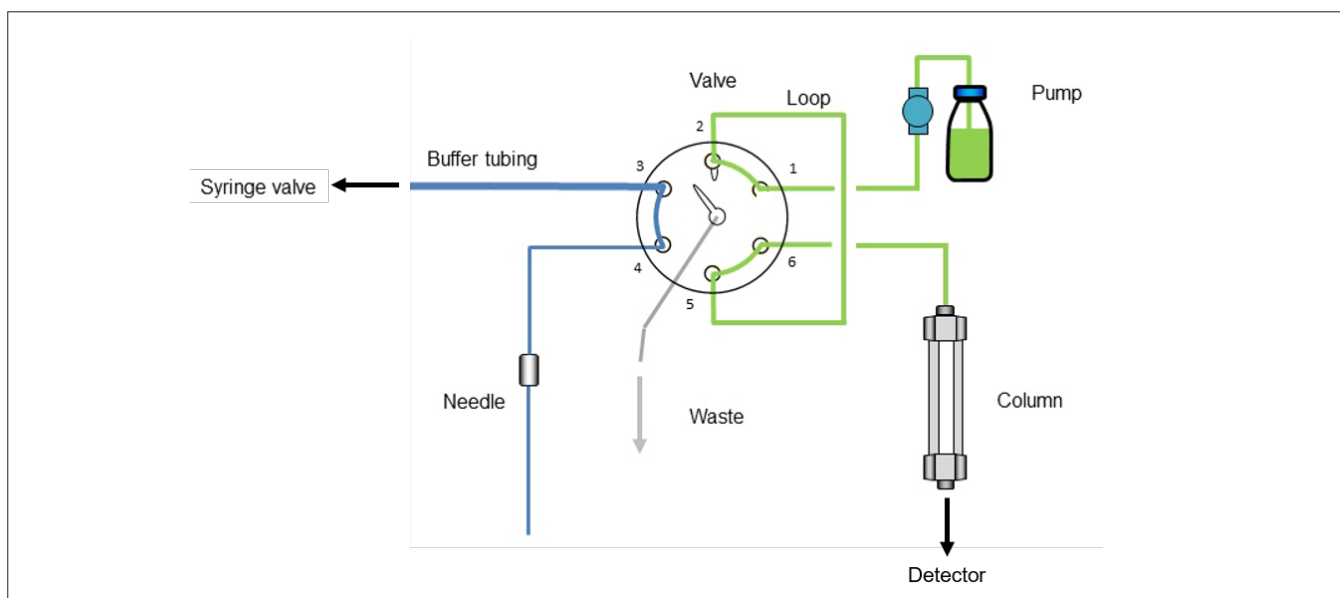 Valve
Loop
Pump
2
Buffer tubing
3
1
Syringe valve
4
6
5
Needle
Waste
Column
Detector